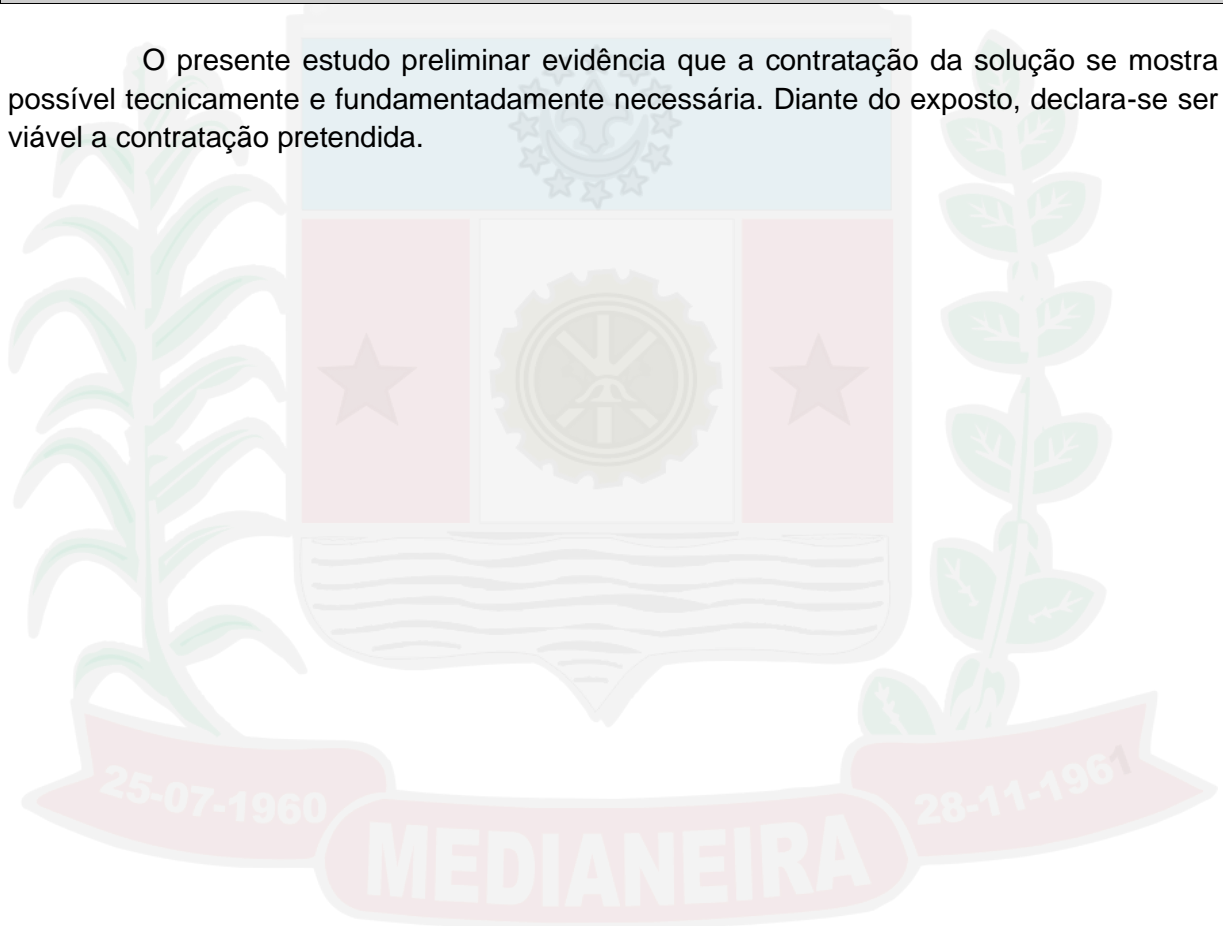 O presente estudo preliminar evidência que a contratação da solução se mostra
possível tecnicamente e fundamentadamente necessária. Diante do exposto, declara-se ser
viável a contratação pretendida.
25-07-1960
28-11-1961
MEDIANEIRA